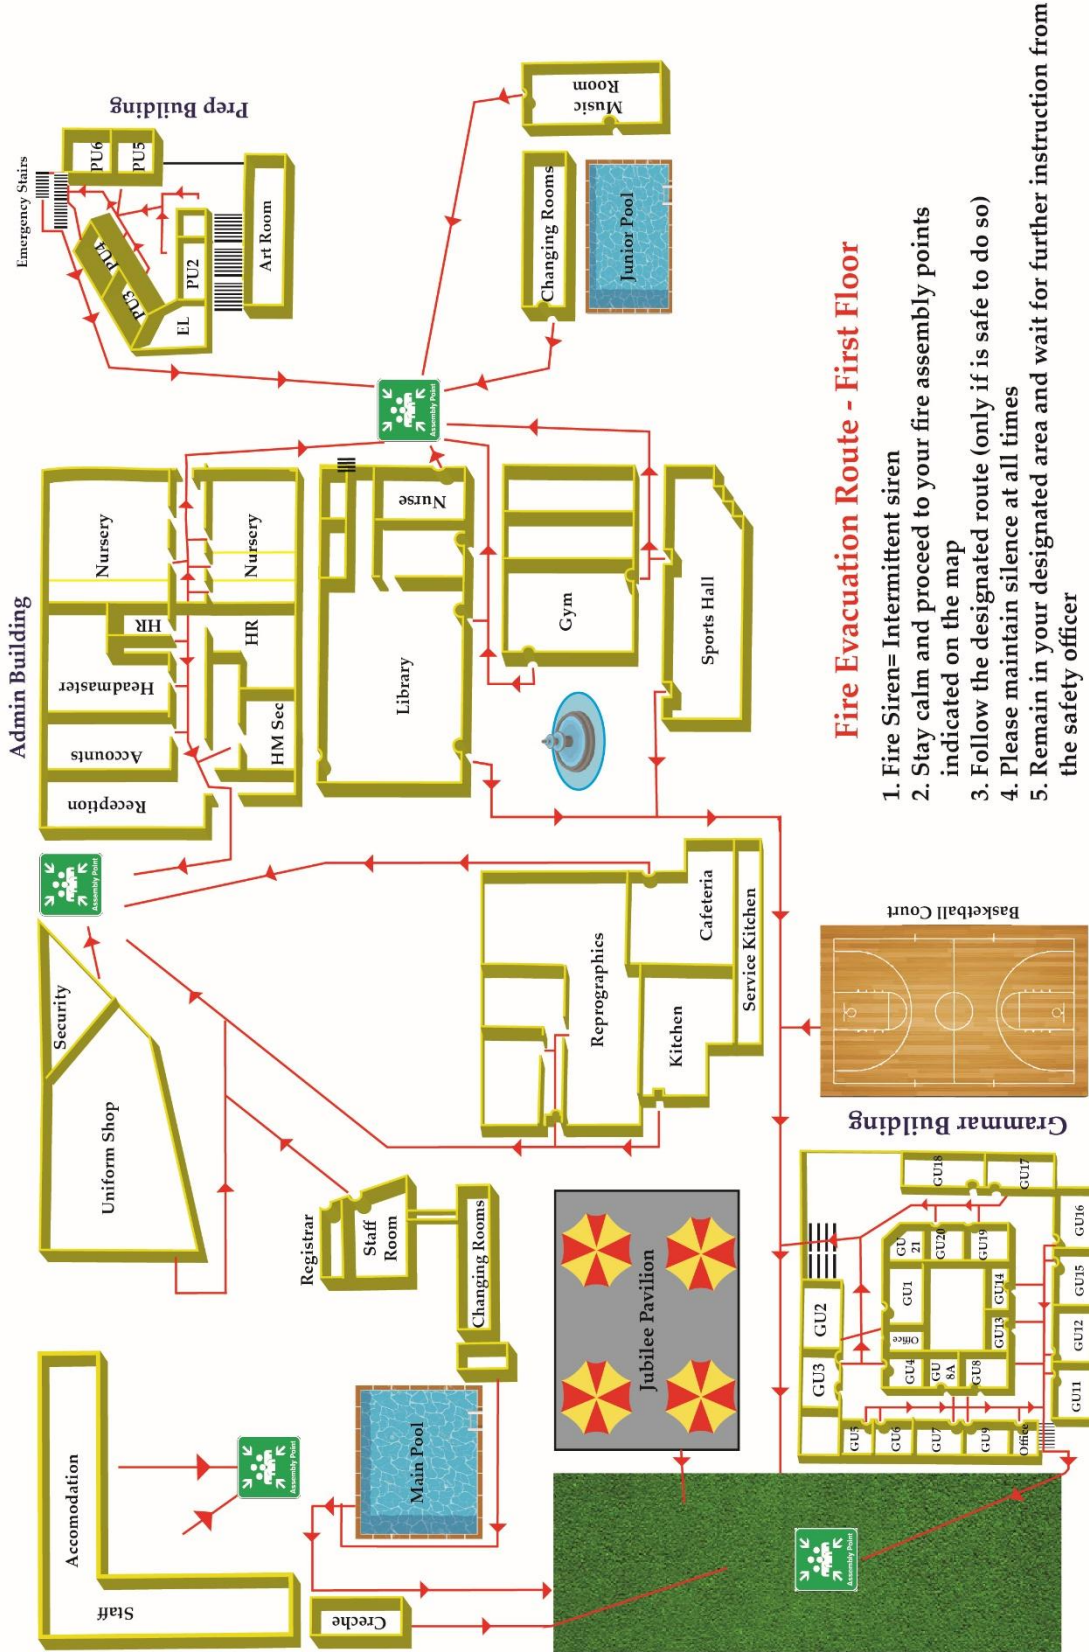 Emergency Stairs
Prep Building
PU6
PU5
PU4
PU3
PU2
EL
Art Room
Music
Room
Changing Rooms
Junior Pool
Assembly Point
Admin Building
Nursery
Nursery
HR
HR
Headmaster
HM Sec
Accounts
Reception
Nurse
Library
Gym
Sports Hall
Assembly Point
Security
Uniform Shop
Reprographics
Cafeteria
Kitchen
Service Kitchen
Registrar
Staff
Room
Changing Rooms
Main Pool
Jubilee Pavilion
Accomodation
Staff
Assembly Point
Creche
Assembly Point
Basketball Court
Grammar Building
GU18
GU17
GU16
GU15
GU12
GU11
GU
21
GU20
GU19
GU1
GU14
GU13
Office
GU4
GU
8A
GU8
GU2
GU3
GU5
GU6
GU7
GU9
Office
Fire Evacuation Route - First Floor
1. Fire Siren= Intermittent siren
2. Stay calm and proceed to your fire assembly points
indicated on the map
3. Follow the designated route (only if is safe to do so)
4. Please maintain silence at all times
5. Remain in your designated area and wait for further instruction from
the safety officer